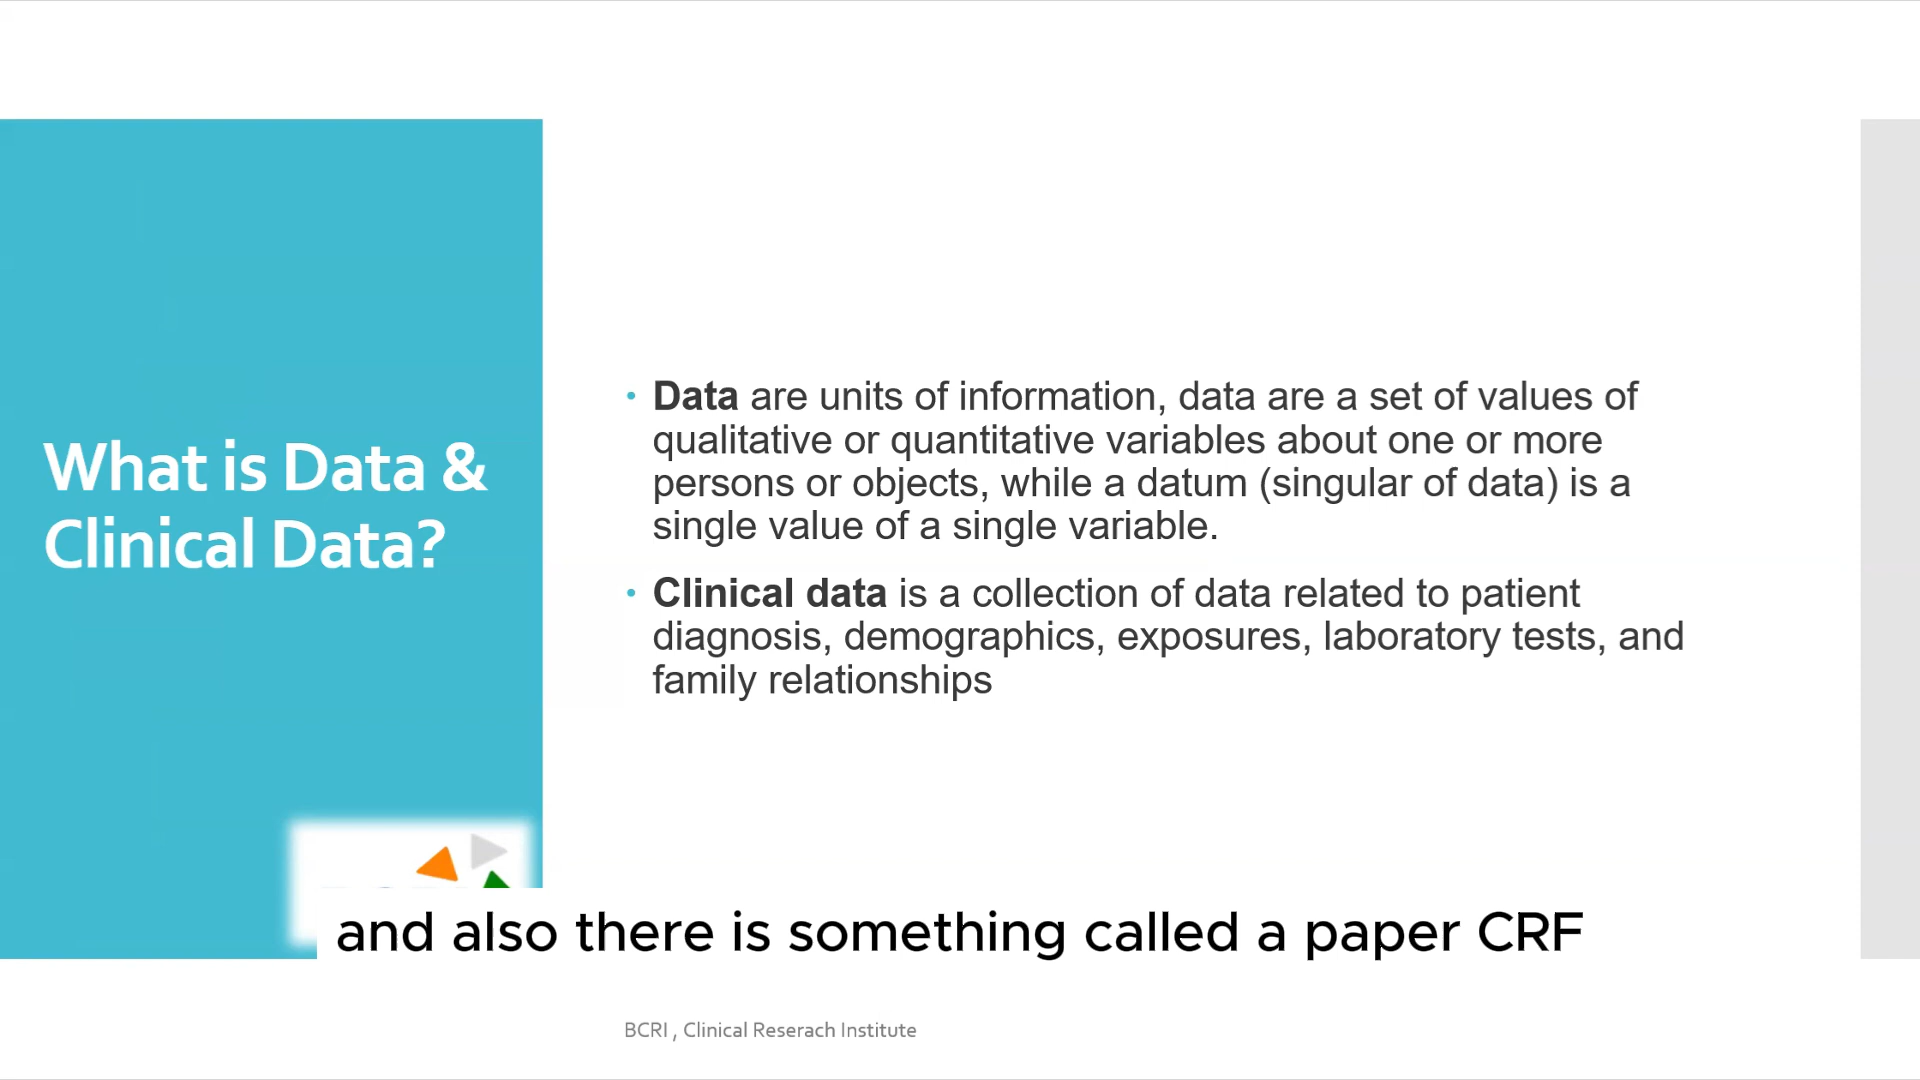 What is Data &
Clinical Data?
Data are units of information, data are a set of values of
qualitative or quantitative variables about one or more
persons or objects, while a datum (singular of data) is a
single value of a single variable.
Clinical data is a collection of data related to patient
diagnosis, demographics, exposures, laboratory tests, and
family relationships
and also there is something called a paper CRF
BCRI , Clinical Reserach Institute